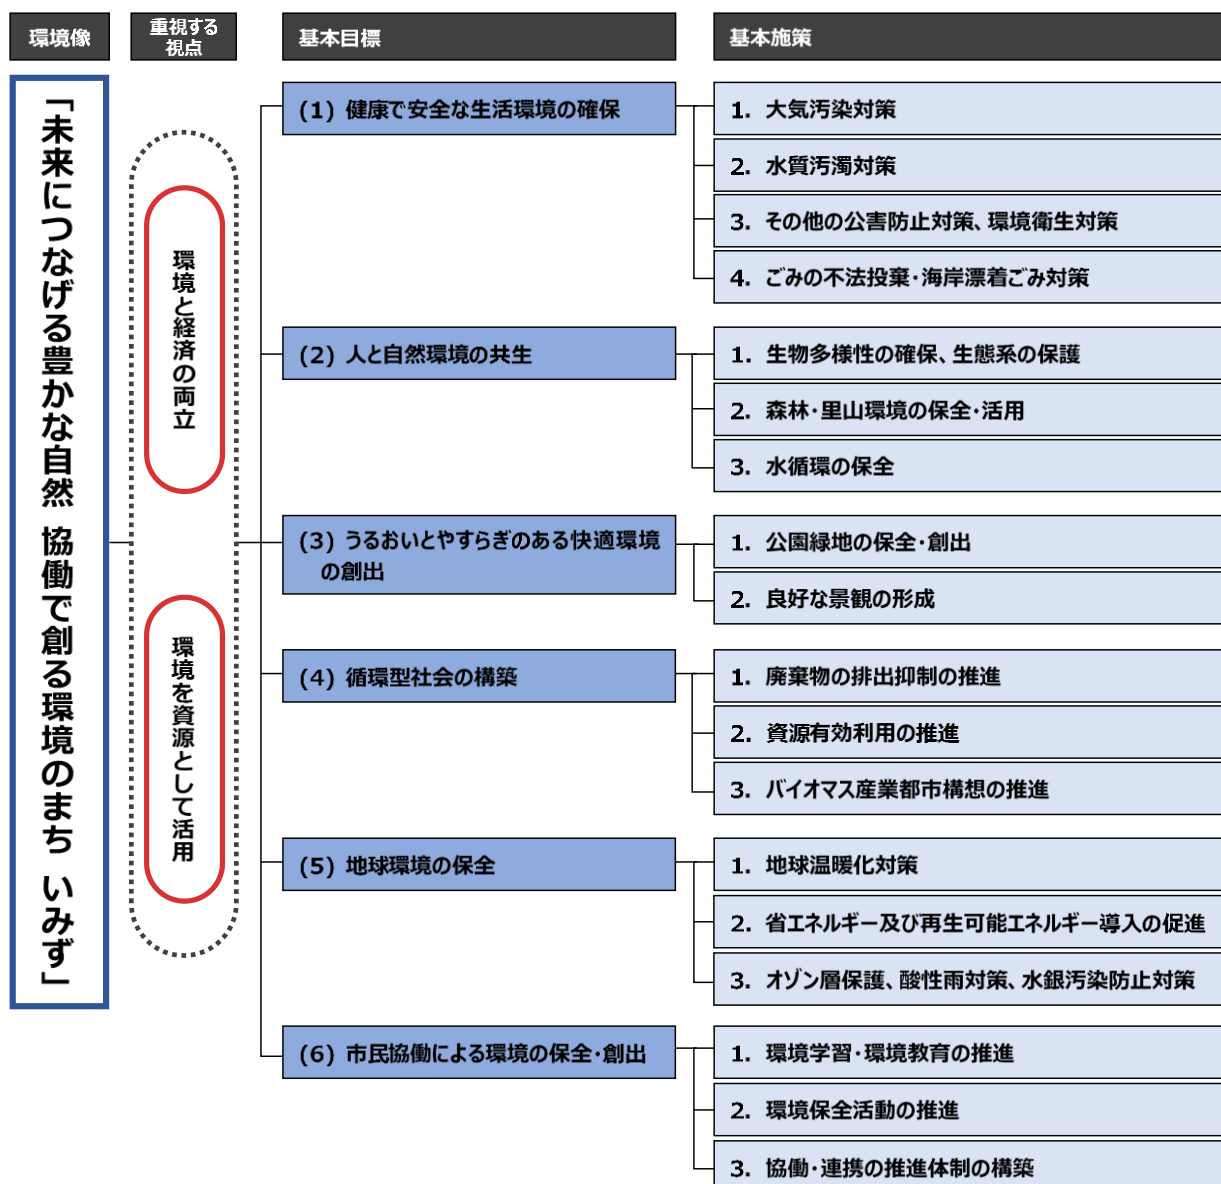 環境像
重視する
視点
基本目標
基本施策
「未来につなげる豊かな自然 協働で創る環境のまち いみず」
環境と経済の両立
環境を資源として活用
(1) 健康で安全な生活環境の確保
1. 大気汚染対策
2. 水質汚濁対策
3. その他の公害防止対策、環境衛生対策
4. ごみの不法投棄・海岸漂着ごみ対策
(2) 人と自然環境の共生
1. 生物多様性の確保、生態系の保護
2. 森林・里山環境の保全・活用
3. 水循環の保全
(3) うるおいとやすらぎのある快適環境
の創出
1. 公園緑地の保全・創出
2. 良好な景観の形成
(4) 循環型社会の構築
1. 廃棄物の排出抑制の推進
2. 資源有効利用の推進
3. バイオマス産業都市構想の推進
(5) 地球環境の保全
1. 地球温暖化対策
2. 省エネルギー及び再生可能エネルギー導入の促進
3. オゾン層保護、酸性雨対策、水銀汚染防止対策
(6) 市民協働による環境の保全・創出
1. 環境学習・環境教育の推進
2. 環境保全活動の推進
3. 協働・連携の推進体制の構築